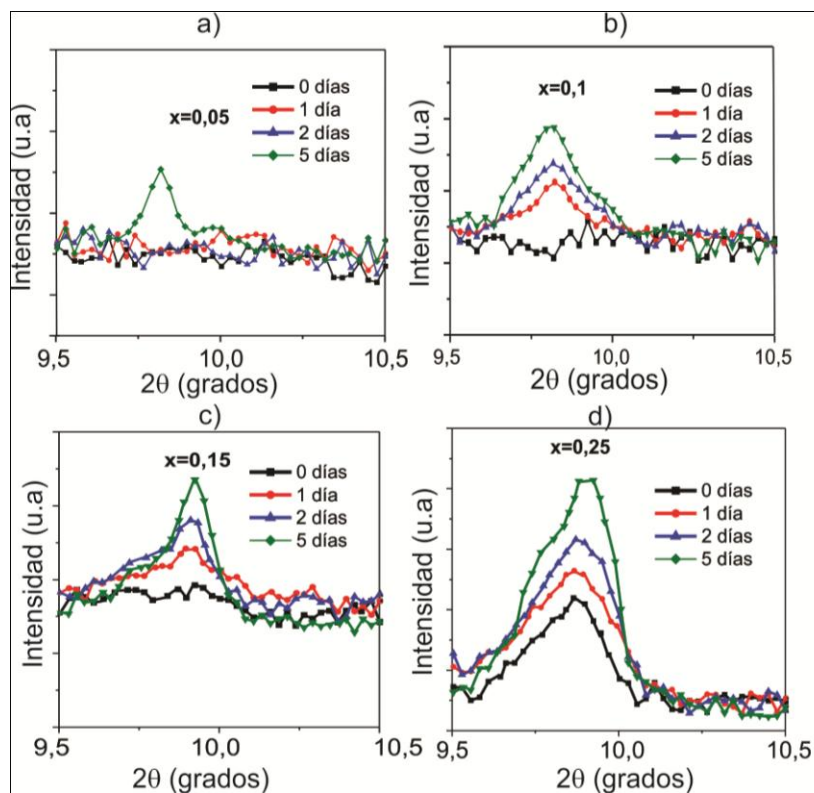 a)
x=0,05
0 días
1 día
2 días
5 días
Intensidad (u.a)
9,5
10,0
10,5
2θ (grados)
b)
x=0,1
0 días
1 día
2 días
5 días
Intensidad (u.a)
9,5
10,0
10,5
2θ (grados)
c)
x=0,15
0 días
1 día
2 días
5 días
Intensidad (u.a)
9,5
10,0
10,5
2θ (grados)
d)
x=0,25
0 días
1 día
2 días
5 días
Intensidad (u.a)
9,5
10,0
10,5
2θ (grados)